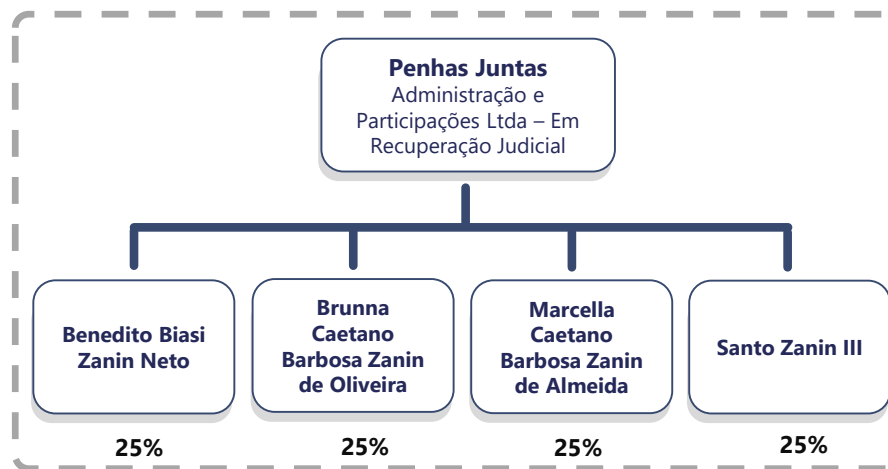 Penhas Juntas
Administração e
Participações Ltda – Em
Recuperação Judicial
Benedito Biasi
Zanin Neto
Brunna
Caetano
Barbosa Zanin
de Oliveira
Marcella
Caetano
Barbosa Zanin
de Almeida
Santo Zanin III
25%
25%
25%
25%